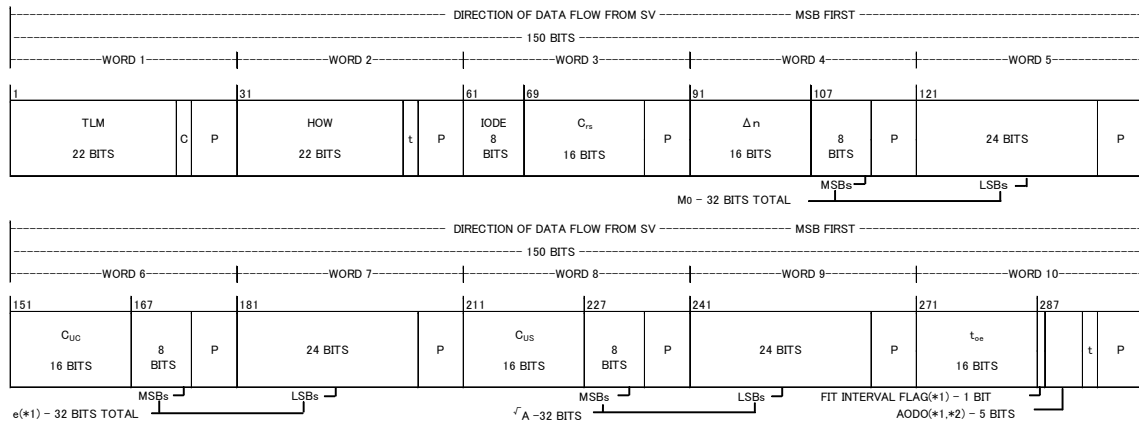 DIRECTION OF DATA FLOW FROM SV MSB FIRST
150 BITS
WORD 1 WORD 2 WORD 3 WORD 4 WORD 5
1 31 61 69 91 107 121
TLM HOW IODE Crs Δn
C P t P 8 P 8 P 24 BITS P
22 BITS 22 BITS BITS 16 BITS 16 BITS BITS
MSBs LSBs
M0 - 32 BITS TOTAL
DIRECTION OF DATA FLOW FROM SV MSB FIRST
150 BITS
WORD 6 WORD 7 WORD 8 WORD 9 WORD 10
151 167 181 211 227 241 271 287
CUC CUS toe
8 P 24 BITS P 8 P 24 BITS P t P
16 BITS BITS 16 BITS BITS 16 BITS
MSBs LSBs MSBs LSBs FIT INTERVAL FLAG(*1) - 1 BIT
e(*1) - 32 BITS TOTAL √A -32 BITS AODO(*1,*2) - 5 BITS